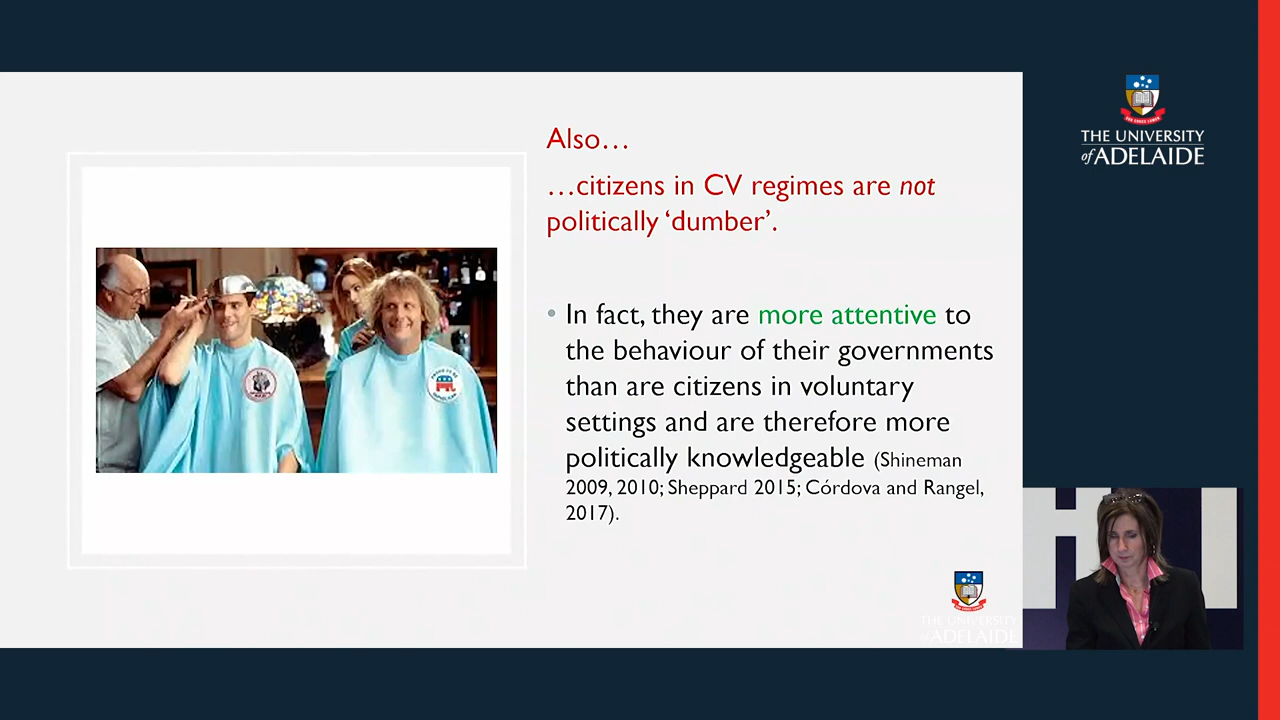 Also…
…citizens in CV regimes are not
politically ‘dumber’.
• In fact, they are more attentive to
the behaviour of their governments
than are citizens in voluntary
settings and are therefore more
politically knowledgeable (Shineman
2009, 2010; Sheppard 2015; Córdova and Rangel,
2017).
THE UNIVERSITY
of ADELAIDE
THE UNIVERSITY
of ADELAIDE